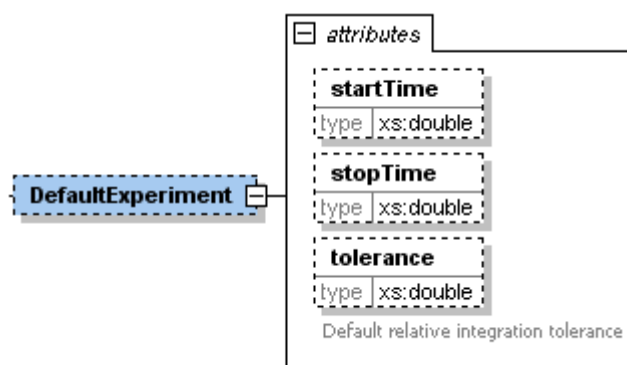 attributes
startTime
type xs:double
DefaultExperiment
stopTime
type xs:double
tolerance
type xs:double
Default relative integration tolerance